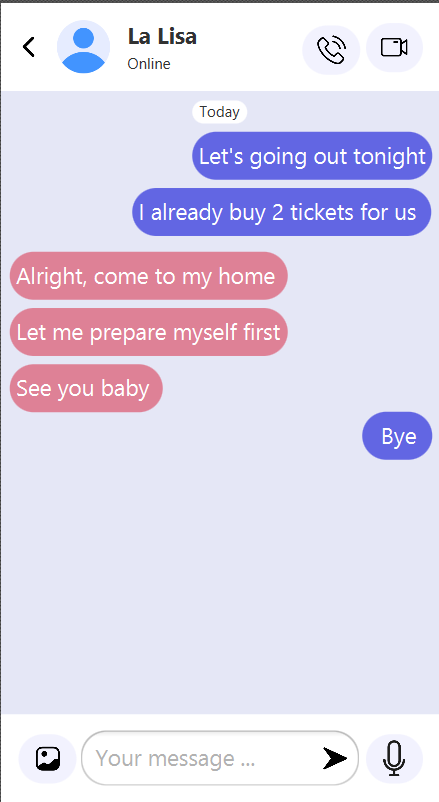 La Lisa
Online
Today
Let's going out tonight
I already buy 2 tickets for us
Alright, come to my home
Let me prepare myself first
See you baby
Bye
Your message ...